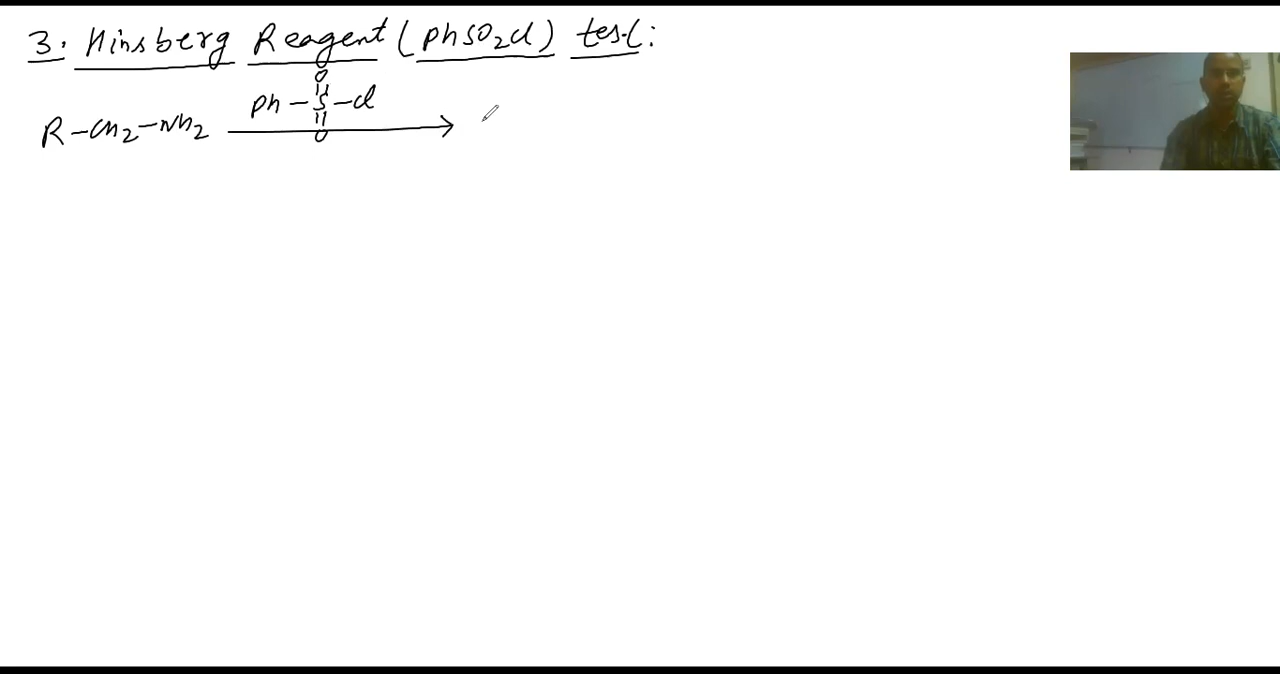 3. Hinsberg Reagent (PhSO2Cl) test:
O
Ph-S-Cl
R-CH2-NH2
O